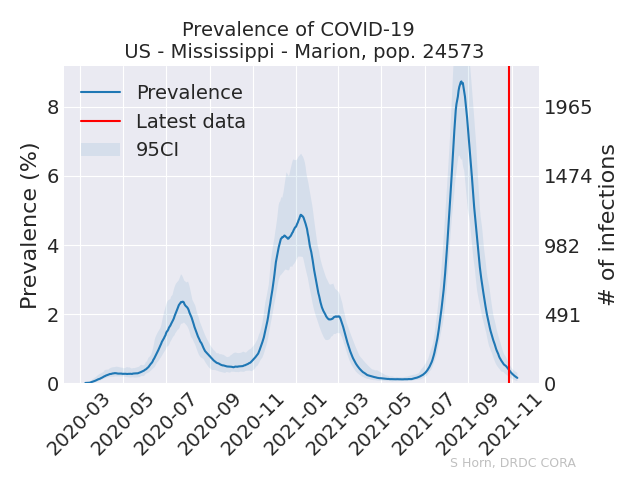 Prevalence of COVID-19
US - Mississippi - Marion, pop. 24573
Prevalence
Latest data
95CI
Prevalence (%)
8
6
4
2
0
1965
1474
982
491
0
# of infections
2020-03
2020-05
2020-07
2020-09
2020-11
2021-01
2021-03
2021-05
2021-07
2021-09
2021-11
S Horn, DRDC CORA